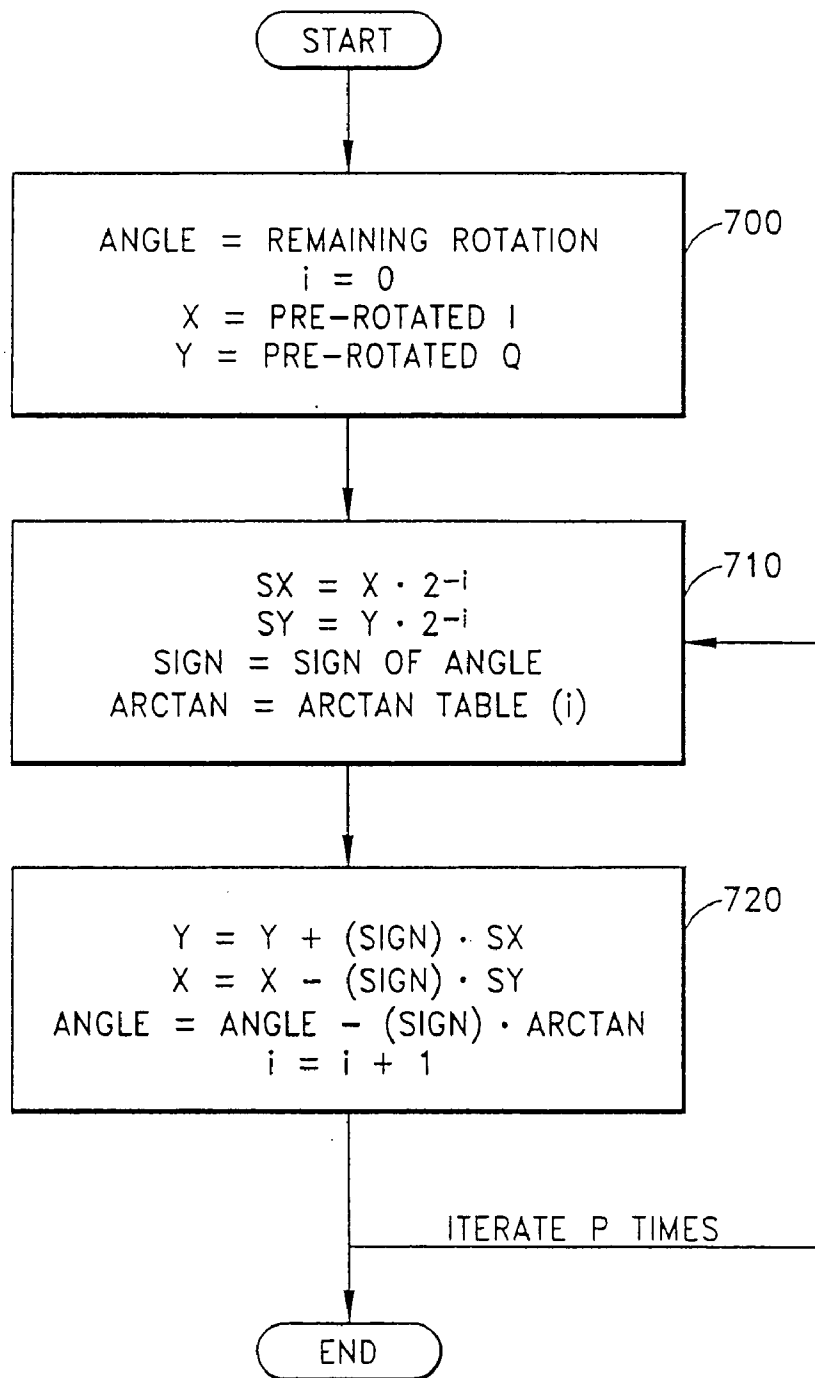 START
700
ANGLE = REMAINING ROTATION
i = 0
X = PRE-ROTATED I
Y = PRE-ROTATED Q
710
SX = X · 2⁻ⁱ
SY = Y · 2⁻ⁱ
SIGN = SIGN OF ANGLE
ARCTAN = ARCTAN TABLE (i)
720
Y = Y + (SIGN) · SX
X = X - (SIGN) · SY
ANGLE = ANGLE - (SIGN) · ARCTAN
i = i + 1
ITERATE P TIMES
END